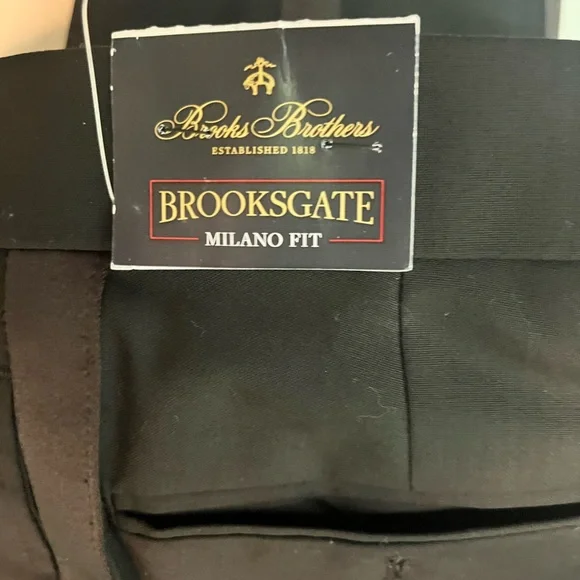 Brooks Brothers
ESTABLISHED 1818
BROOKSGATE
MILANO FIT